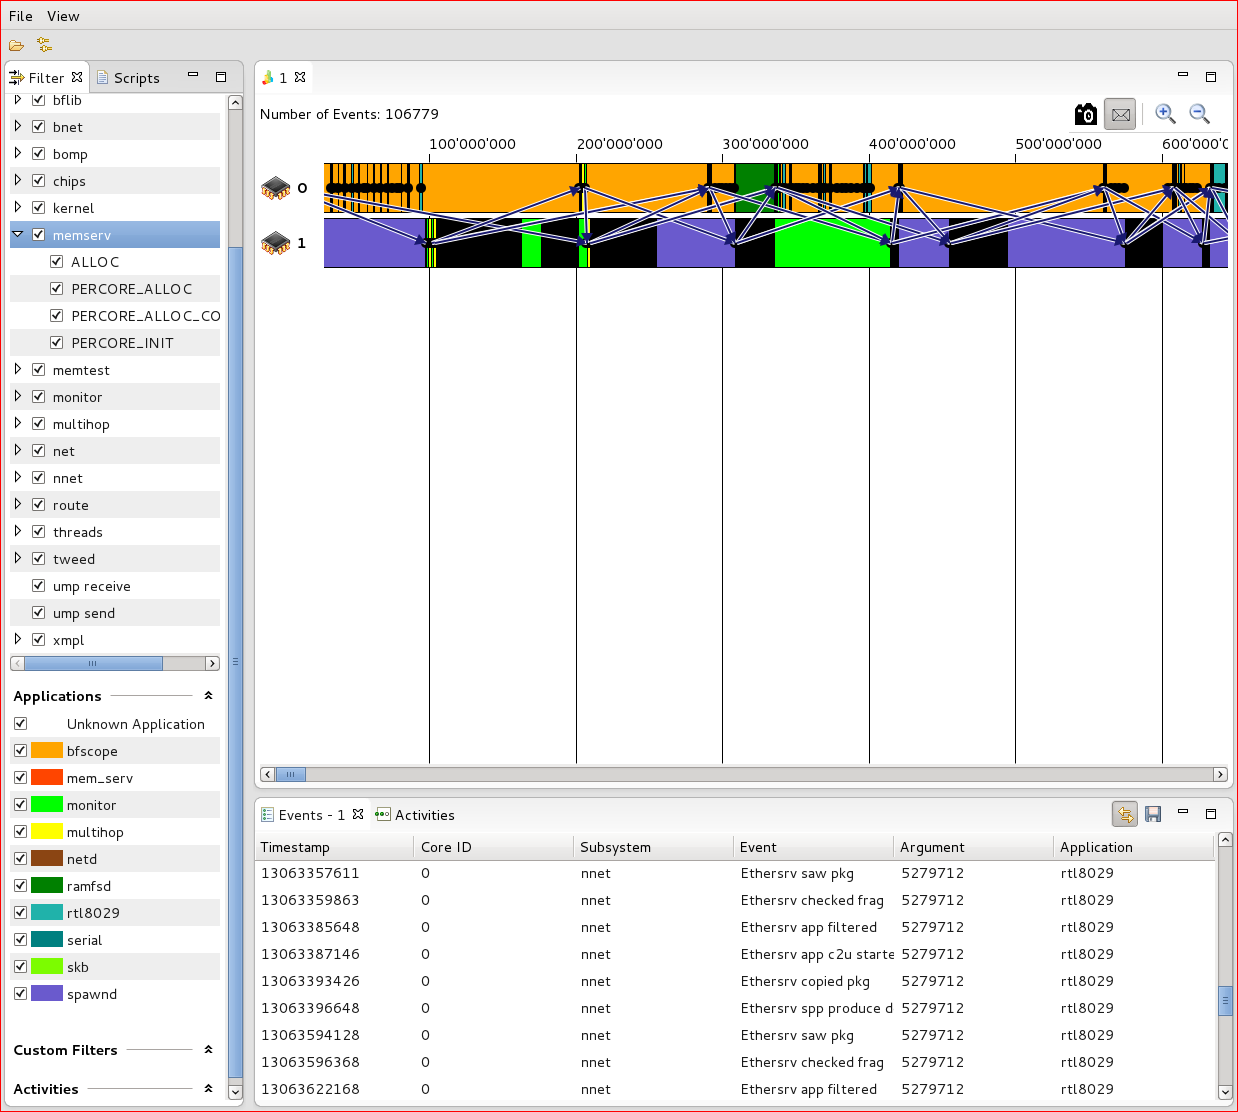 File View
Filter Scripts
bflib
bnet
bomp
chips
kernel
memserv
ALLOC
PERCORE_ALLOC
PERCORE_ALLOC_CO
PERCORE_INIT
memtest
monitor
multihop
net
nnet
route
threads
tweed
ump receive
ump send
xmpl
Applications
Unknown Application
bfscope
mem_serv
monitor
multihop
netd
ramfsd
rtl8029
serial
skb
spawnd
Custom Filters
Activities
1
Number of Events: 106779
100'000'000 200'000'000 300'000'000 400'000'000 500'000'000 600'000'0
0
1
Events - 1 Activities
Timestamp Core ID Subsystem Event Argument Application
13063357611 0 nnet Ethersrv saw pkg 5279712 rtl8029
13063359863 0 nnet Ethersrv checked frag 5279712 rtl8029
13063385648 0 nnet Ethersrv app filtered 5279712 rtl8029
13063387146 0 nnet Ethersrv app c2u starte 5279712 rtl8029
13063393426 0 nnet Ethersrv copied pkg 5279712 rtl8029
13063396648 0 nnet Ethersrv spp produce d 5279712 rtl8029
13063594128 0 nnet Ethersrv saw pkg 5279712 rtl8029
13063596368 0 nnet Ethersrv checked frag 5279712 rtl8029
13063622168 0 nnet Ethersrv app filtered 5279712 rtl8029